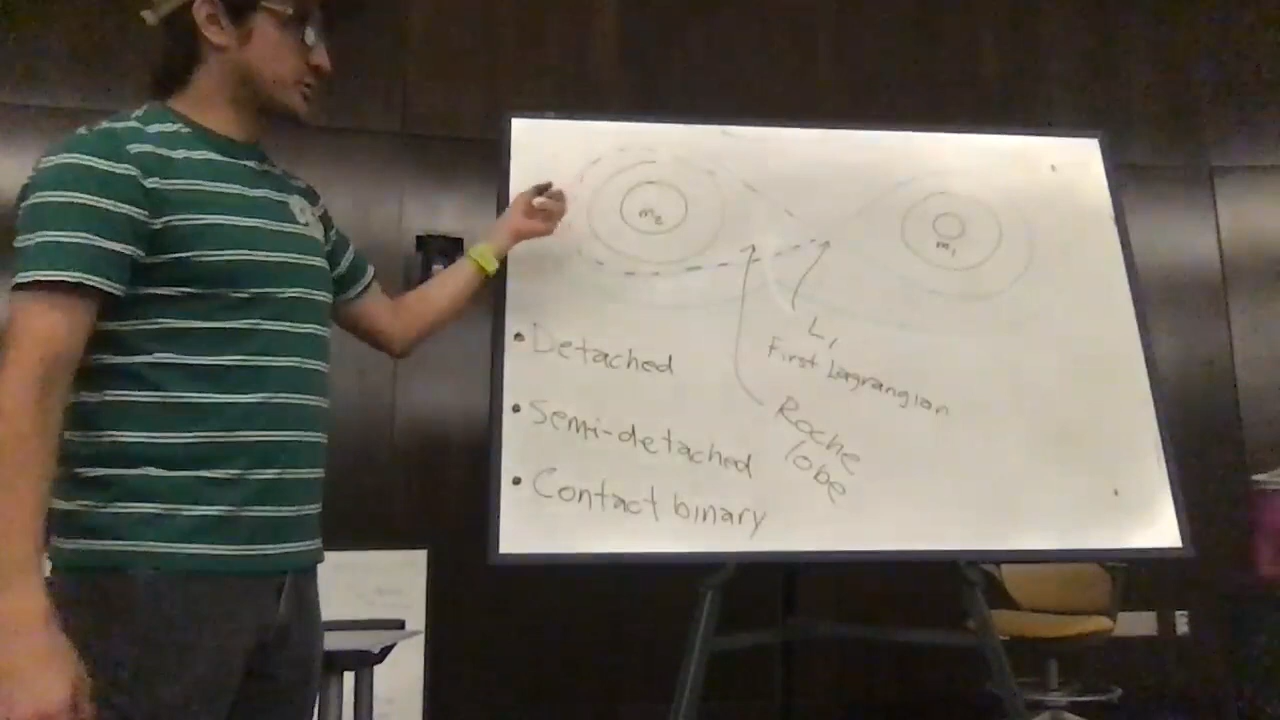 m₂
m₁
L₁
First Lagrangian
Roche
lobe
• Detached
• Semi-detached
• Contact binary